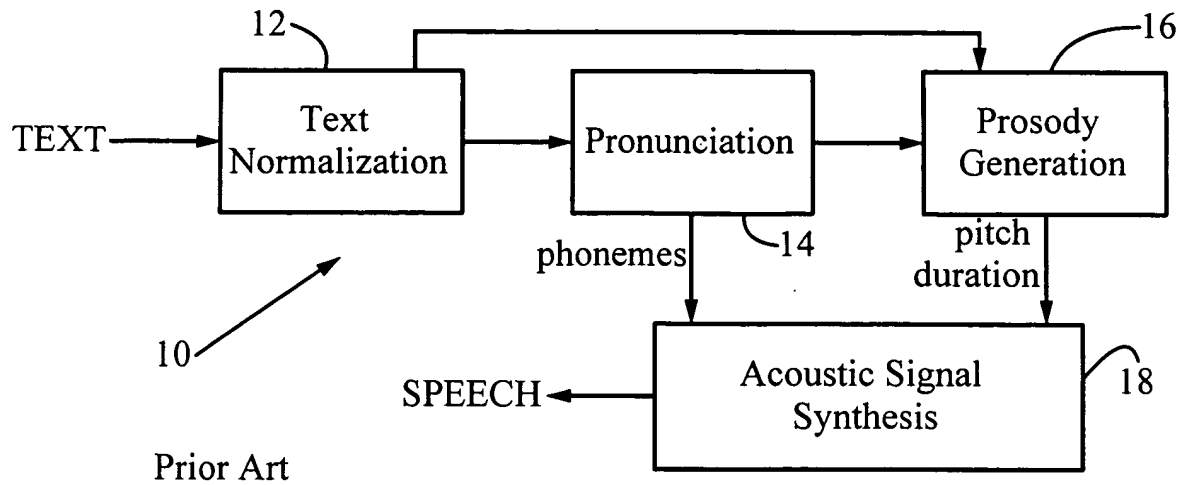 12
16
TEXT
Text
Normalization
Pronunciation
Prosody
Generation
phonemes
14
pitch
duration
10
SPEECH
Acoustic Signal
Synthesis
18
Prior Art